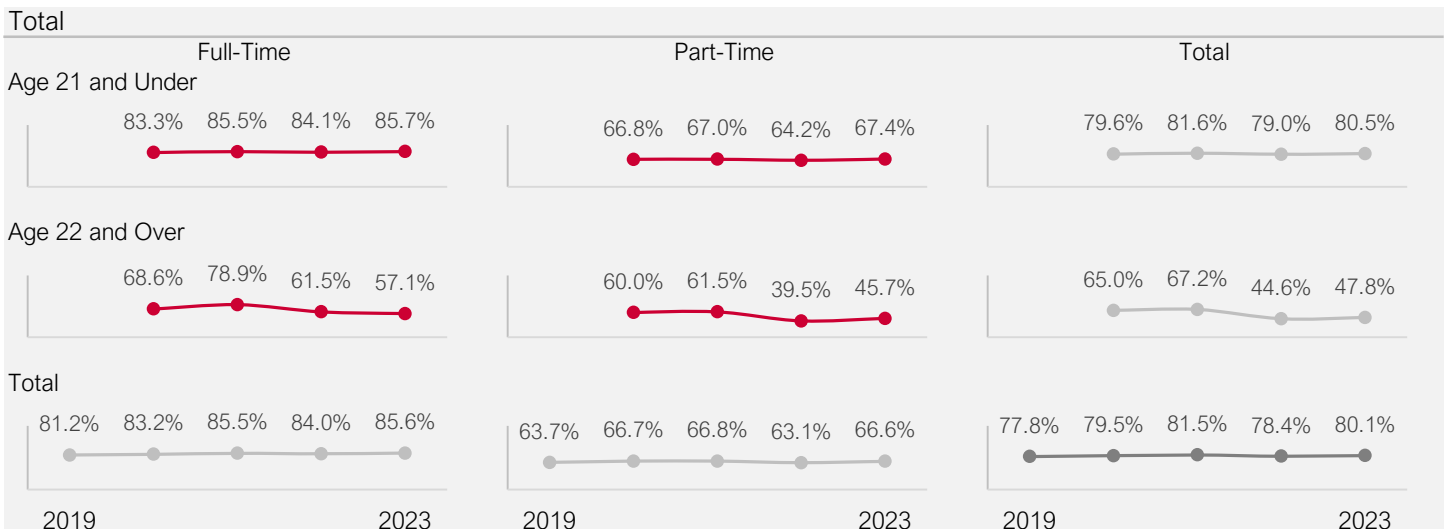 Total
Full-Time Part-Time Total
Age 21 and Under
83.3% 85.5% 84.1% 85.7% 66.8% 67.0% 64.2% 67.4% 79.6% 81.6% 79.0% 80.5%
Age 22 and Over
68.6% 78.9% 61.5% 57.1% 60.0% 61.5% 39.5% 45.7% 65.0% 67.2% 44.6% 47.8%
Total
81.2% 83.2% 85.5% 84.0% 85.6% 63.7% 66.7% 66.8% 63.1% 66.6% 77.8% 79.5% 81.5% 78.4% 80.1%
2019 2023 2019 2023 2019 2023